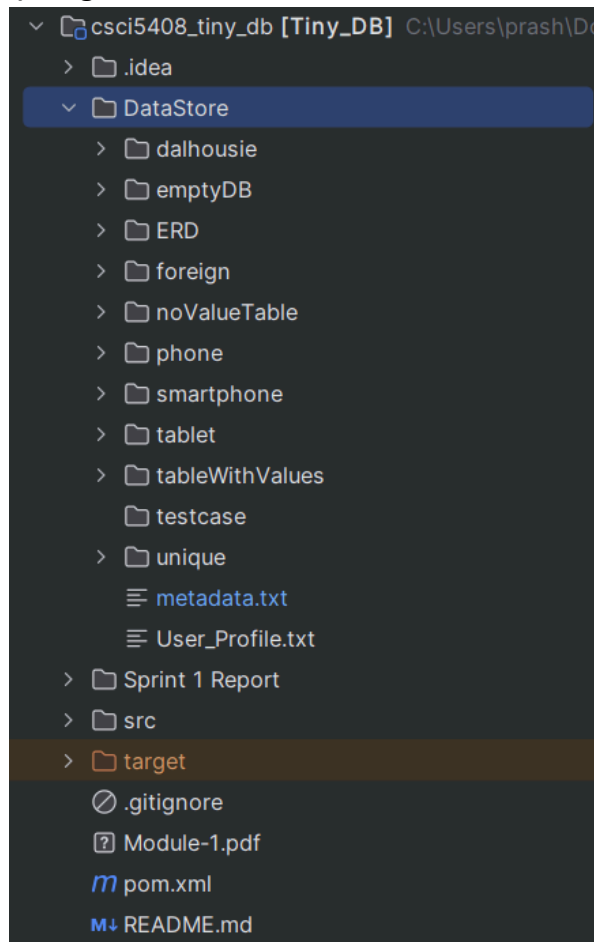 csci5408_tiny_db [Tiny_DB] C:\Users\prash\Do
.idea
DataStore
dalhousie
emptyDB
ERD
foreign
noValueTable
phone
smartphone
tablet
tableWithValues
testcase
unique
metadata.txt
User_Profile.txt
Sprint 1 Report
src
target
.gitignore
? Module-1.pdf
m pom.xml
M↓ README.md